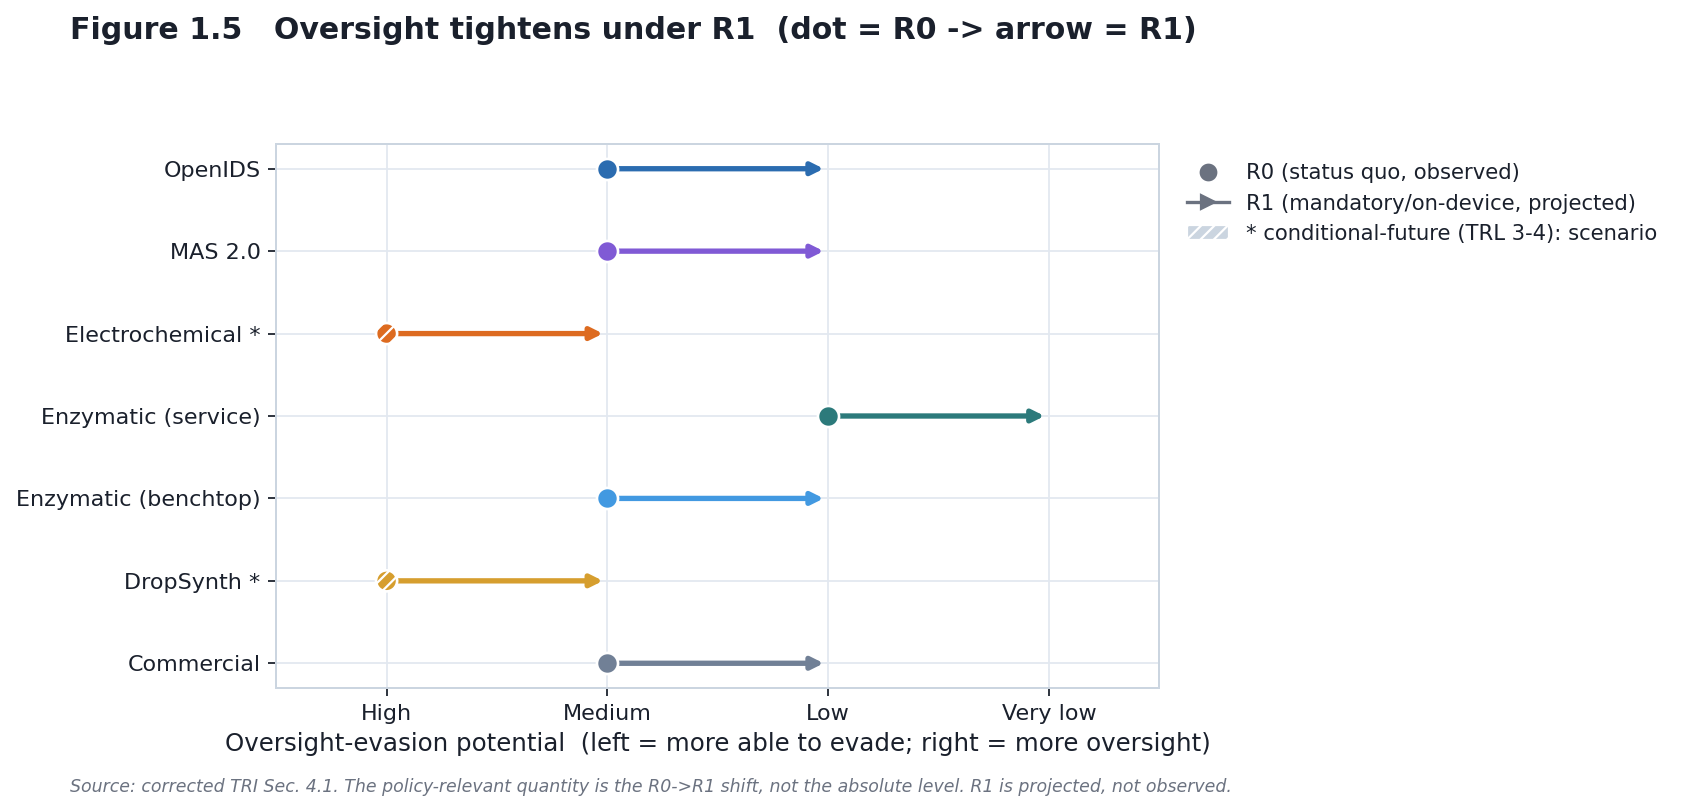 Figure 1.5   Oversight tightens under R1  (dot = R0 -> arrow = R1)
OpenIDS
MAS 2.0
Electrochemical *
Enzymatic (service)
Enzymatic (benchtop)
DropSynth *
Commercial
R0 (status quo, observed)
R1 (mandatory/on-device, projected)
* conditional-future (TRL 3-4): scenario
High
Medium
Low
Very low
Oversight-evasion potential  (left = more able to evade; right = more oversight)
Source: corrected TRI Sec. 4.1. The policy-relevant quantity is the R0->R1 shift, not the absolute level. R1 is projected, not observed.